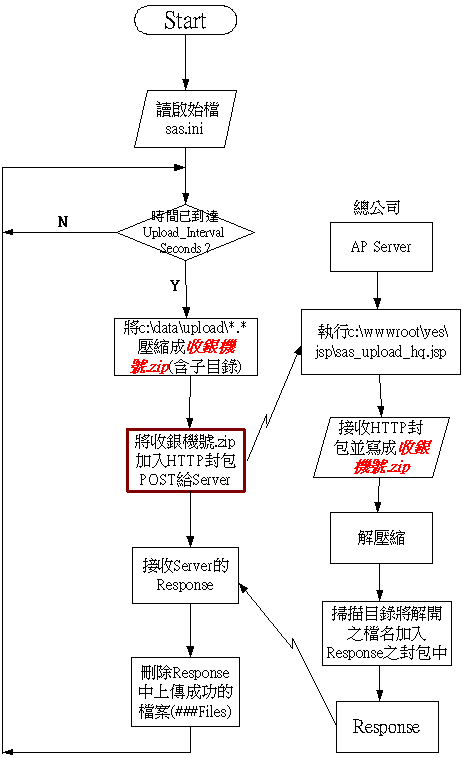 Start
讀啟始檔
sas.ini
時間已到達
Upload_Interval
Seconds ?
N
Y
將c:\data\upload\*.*
壓縮成收銀機
號.zip(含子目錄)
將收銀機號.zip
加入HTTP封包
POST給Server
接收Server的
Response
刪除Response
中上傳成功的
檔案(###Files)
總公司
AP Server
執行c:\wwwroot\yes\
jsp\sas_upload_hq.jsp
接收HTTP封
包並寫成收銀
機號.zip
解壓縮
掃描目錄將解開
之檔名加入
Response之封包中
Response